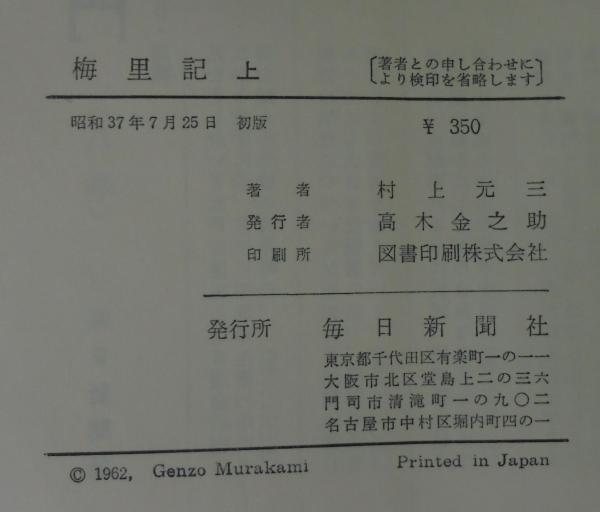 梅里記 上
〔著者との申し合わせに
より検印を省略します〕
昭和37年7月25日 初版 ¥ 350
著者 村上元三
発行者 高木金之助
印刷所 図書印刷株式会社
発行所 毎日新聞社
東京都千代田区有楽町一の一一
大阪市北区堂島上二の三六
門司市清滝町一の九〇二
名古屋市中村区堀内町四の一
© 1962, Genzo Murakami Printed in Japan